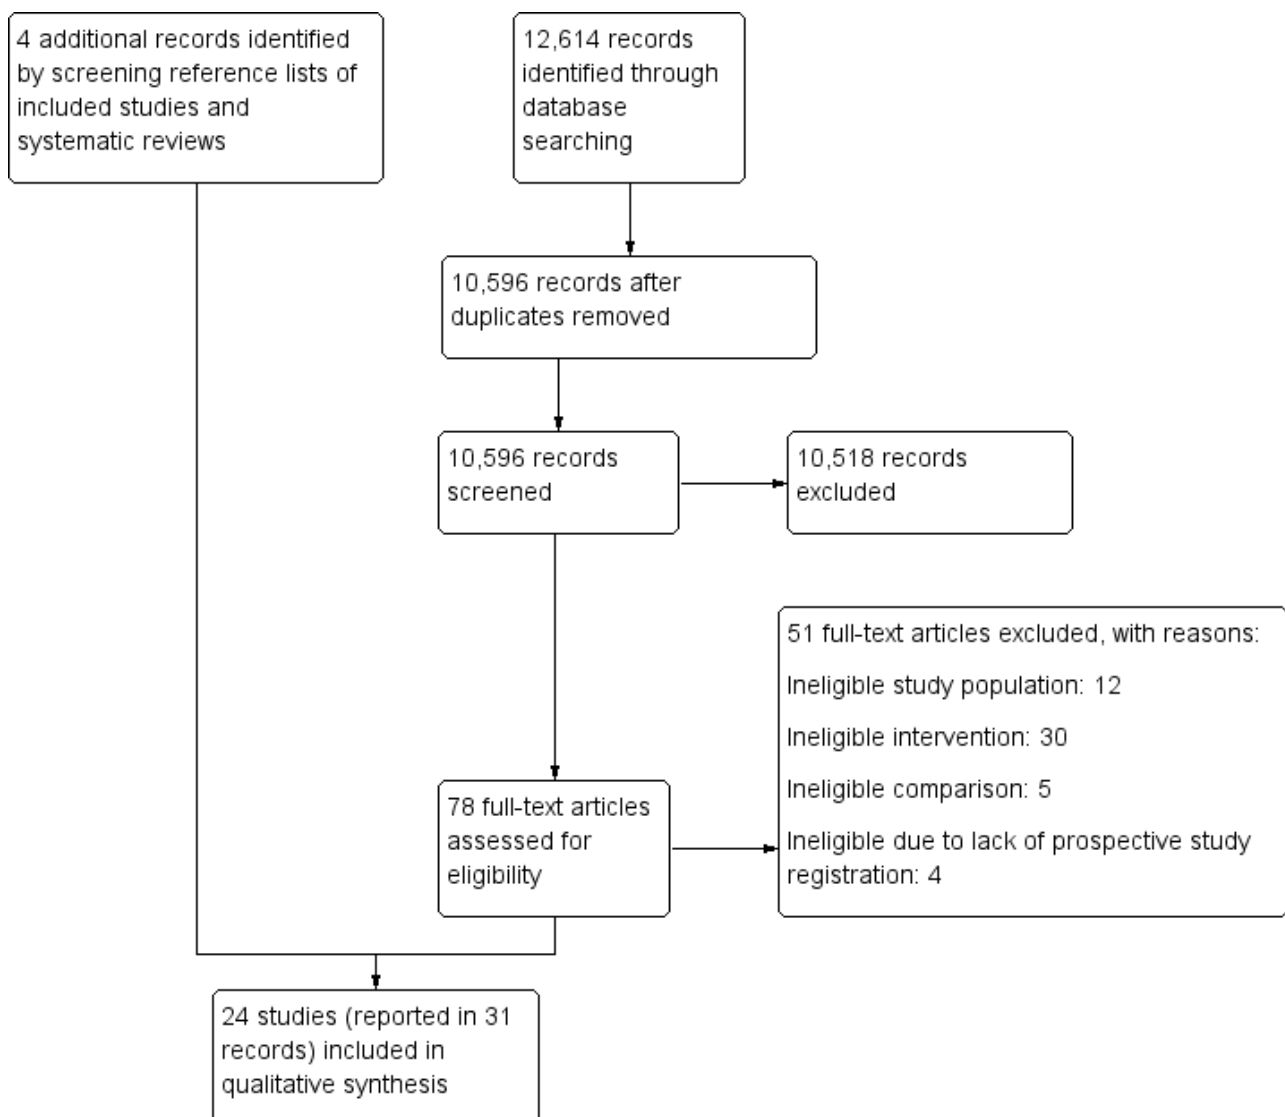 4 additional records identified
by screening reference lists of
included studies and
systematic reviews
12,614 records
identified through
database
searching
10,596 records after
duplicates removed
10,596 records
screened
10,518 records
excluded
51 full-text articles excluded, with reasons:
Ineligible study population: 12
Ineligible intervention: 30
Ineligible comparison: 5
Ineligible due to lack of prospective study
registration: 4
78 full-text articles
assessed for
eligibility
24 studies (reported in 31
records) included in
qualitative synthesis